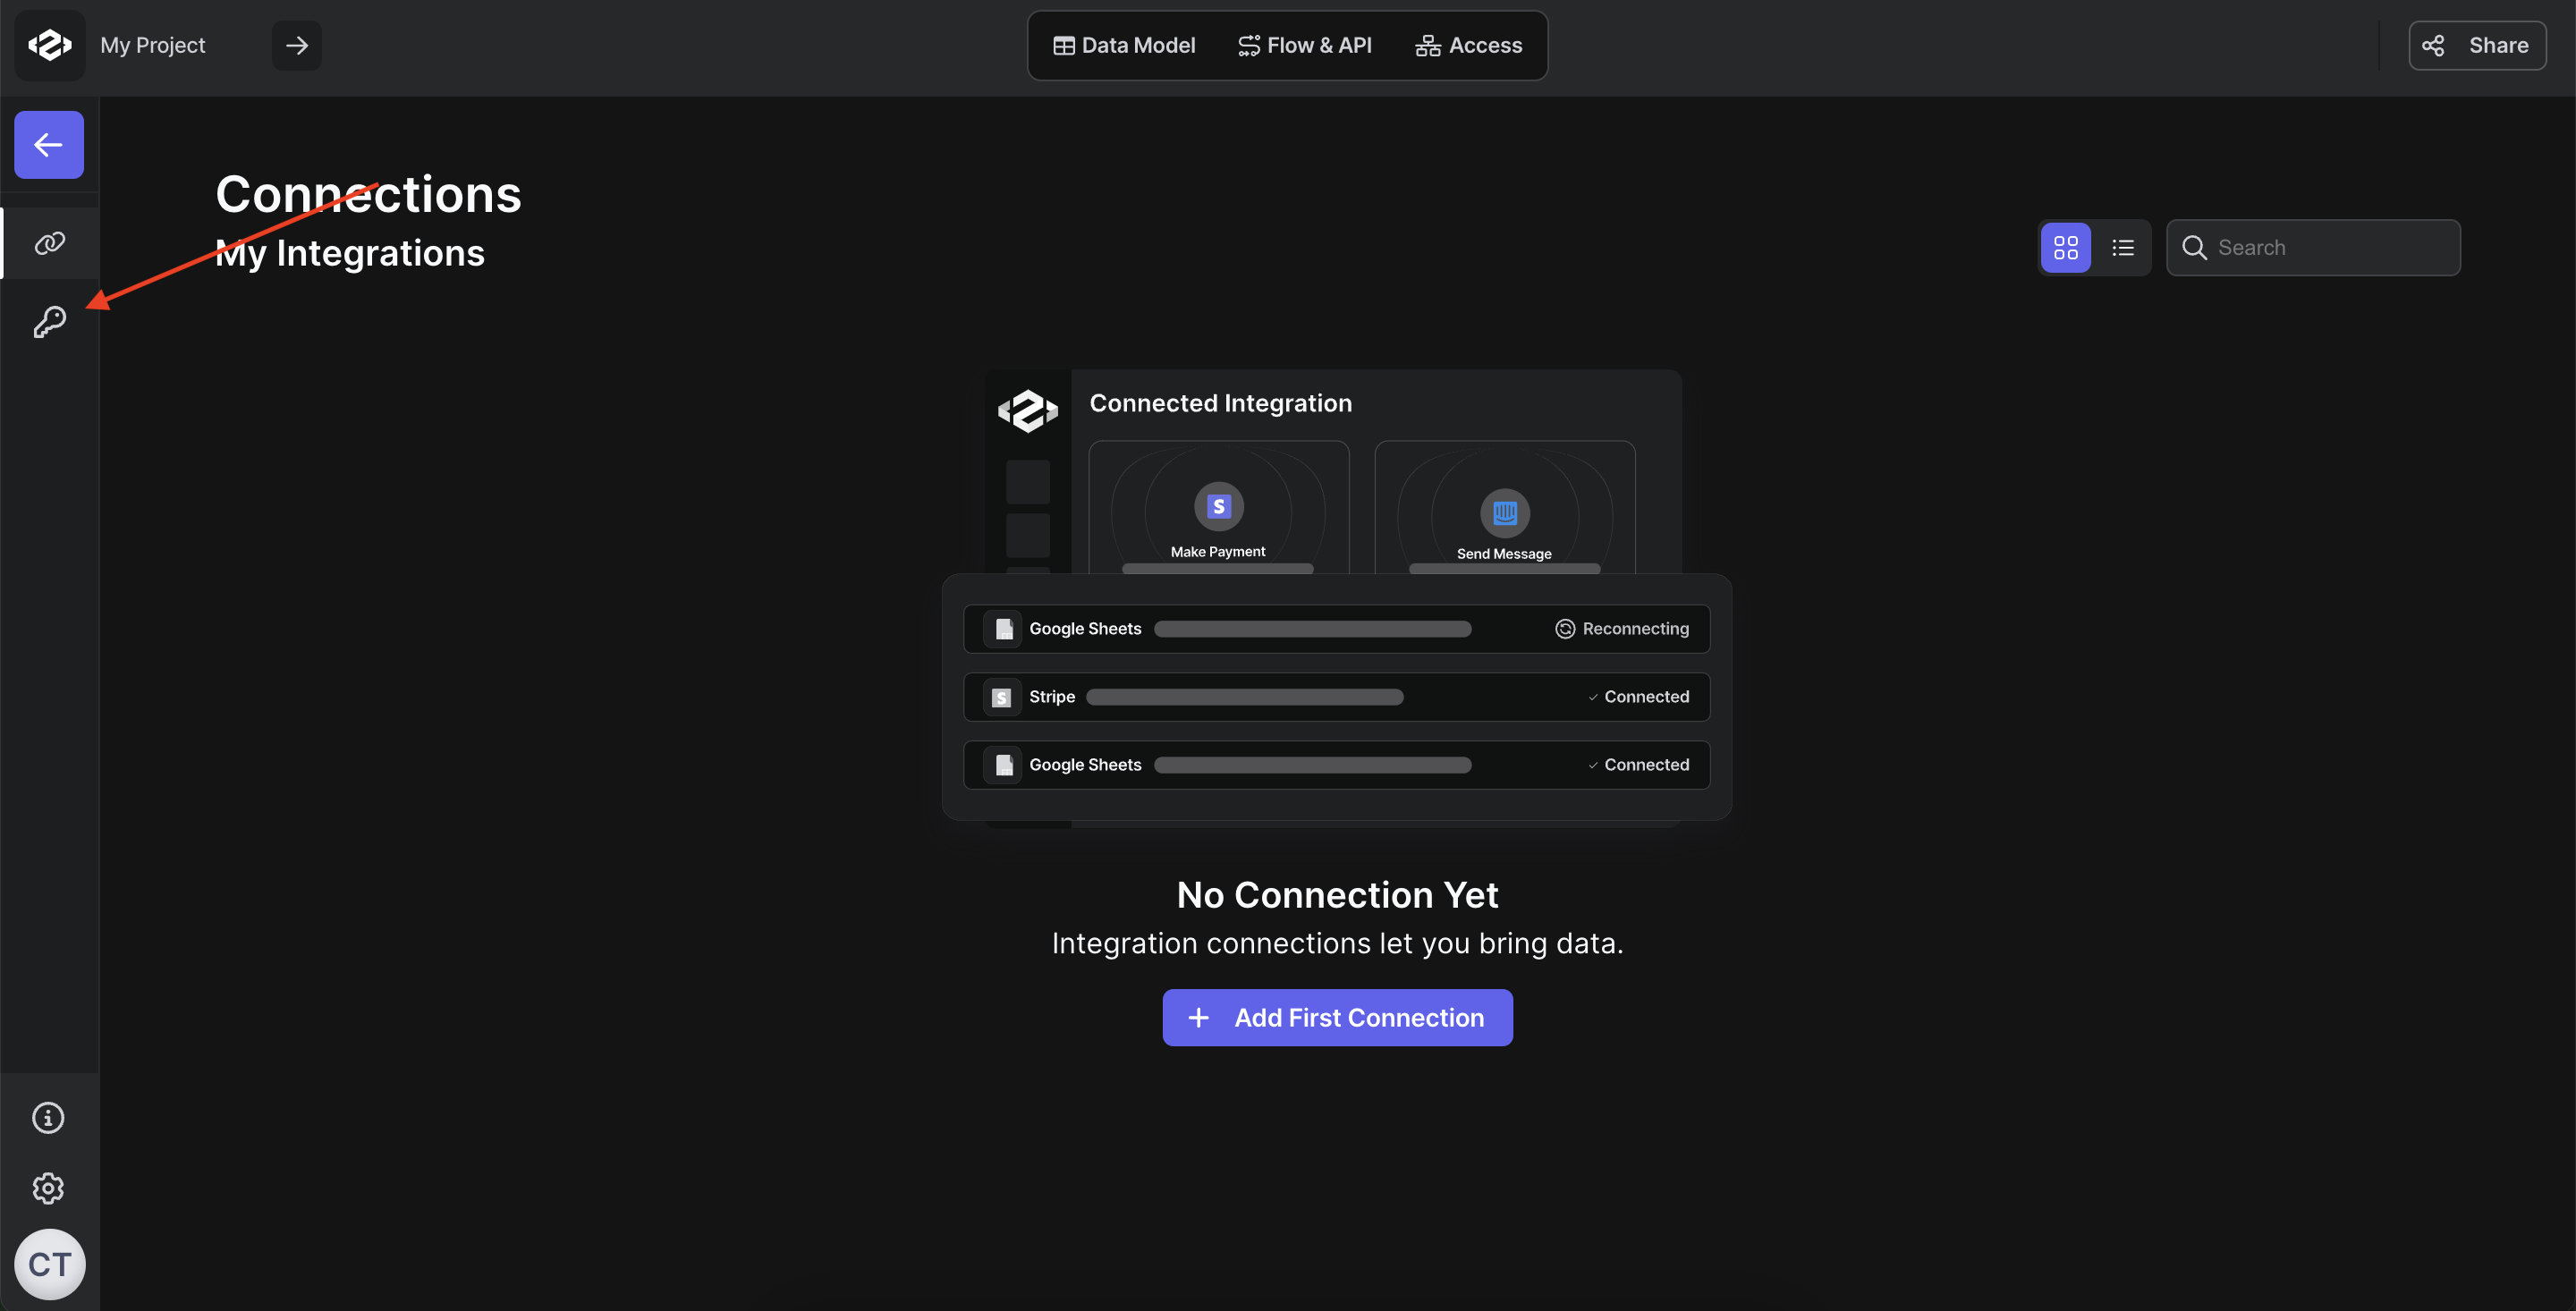 My Project
Data Model
Flow & API
Access
Share
Connections
My Integrations
Search
Connected Integration
Make Payment
Send Message
Google Sheets
Reconnecting
Stripe
Connected
Google Sheets
Connected
No Connection Yet
Integration connections let you bring data.
Add First Connection
CT